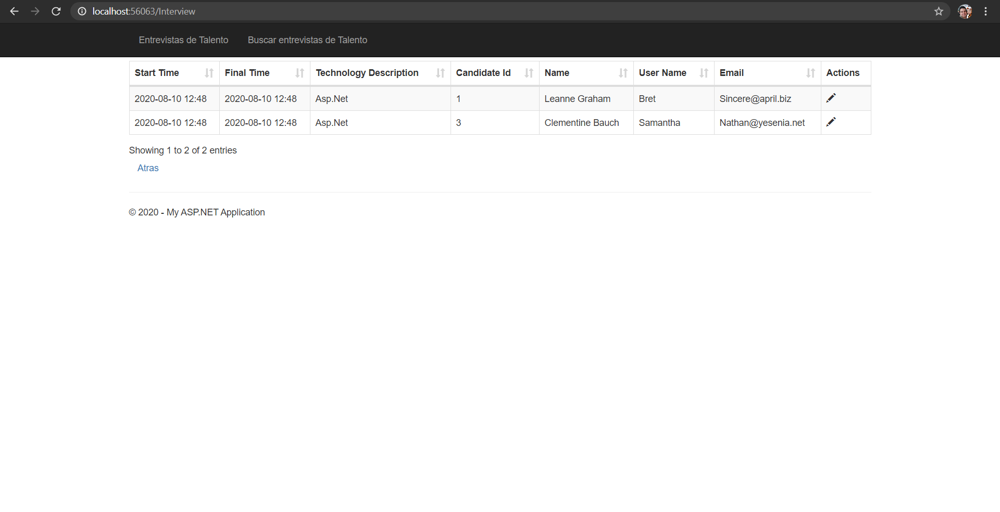 localhost:56063/Interview
Entrevistas de Talento Buscar entrevistas de Talento
Start Time Final Time Technology Description Candidate Id Name User Name Email Actions
2020-08-10 12:48 2020-08-10 12:48 Asp.Net 1 Leanne Graham Bret Sincere@april.biz
2020-08-10 12:48 2020-08-10 12:48 Asp.Net 3 Clementine Bauch Samantha Nathan@yesenia.net
Showing 1 to 2 of 2 entries
Atras
© 2020 - My ASP.NET Application